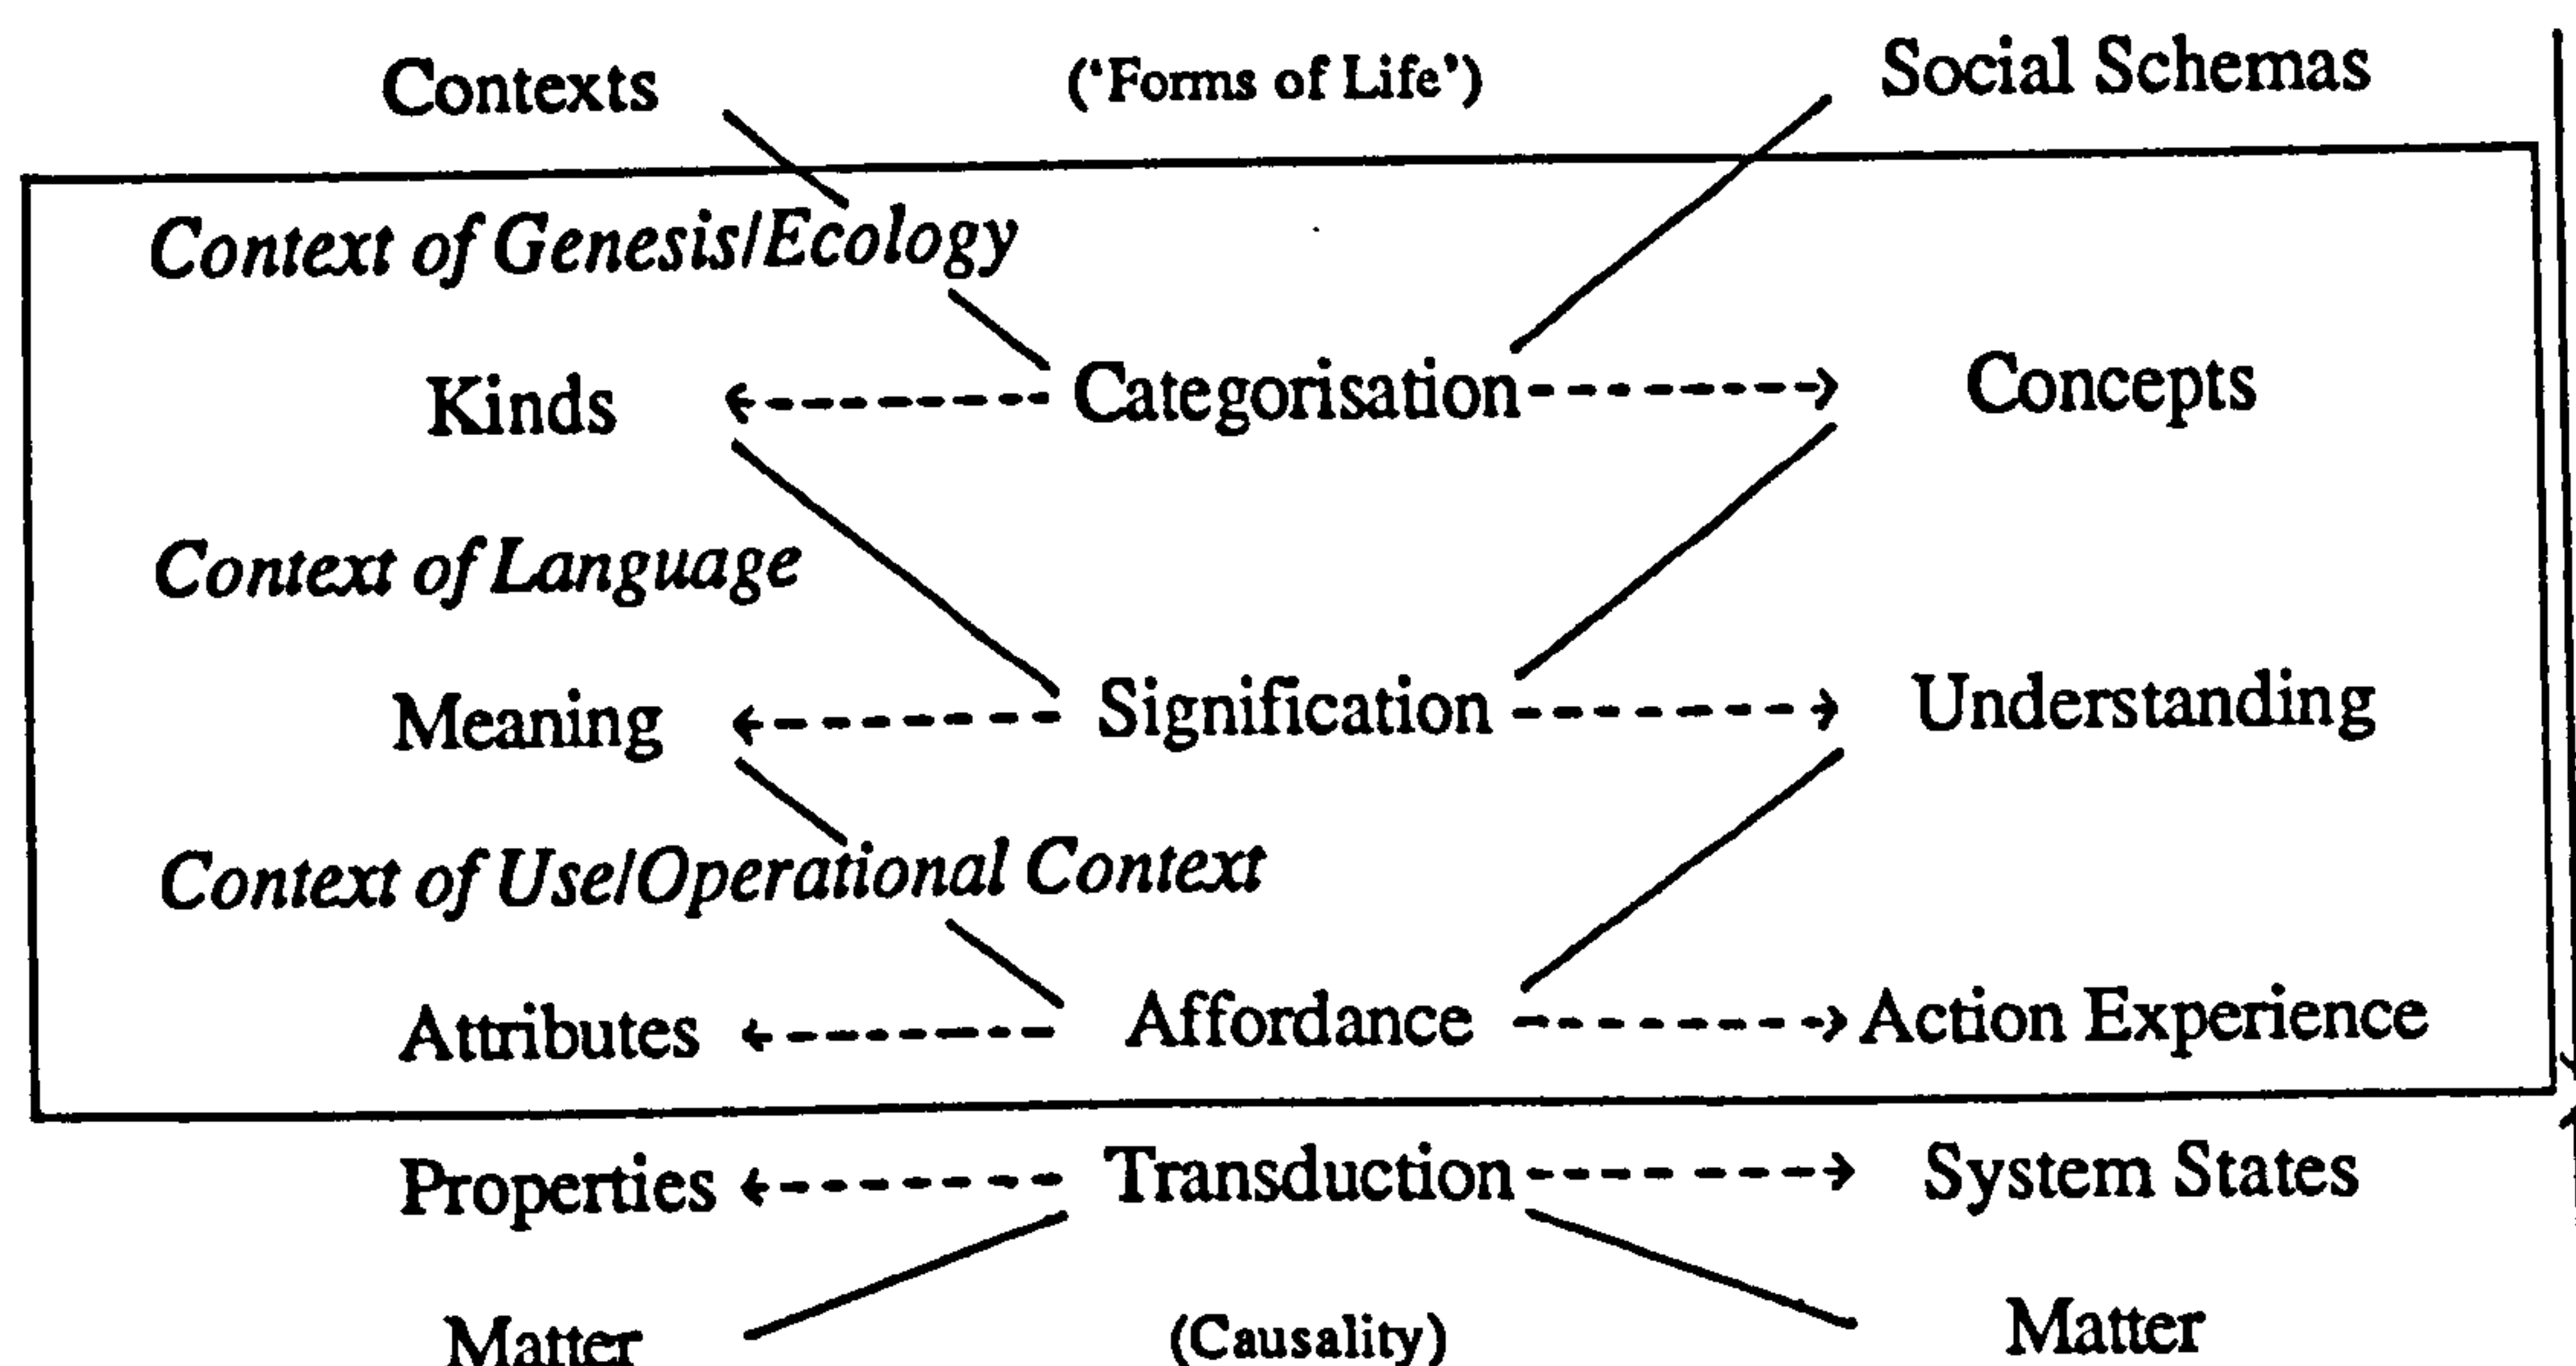 Contexts ('Forms of Life') Social Schemas
Context of Genesis/Ecology
Kinds Categorisation Concepts
Context of Language
Meaning Signification Understanding
Context of Use/Operational Context
Attributes Affordance Action Experience
Properties Transduction System States
Matter (Causality) Matter